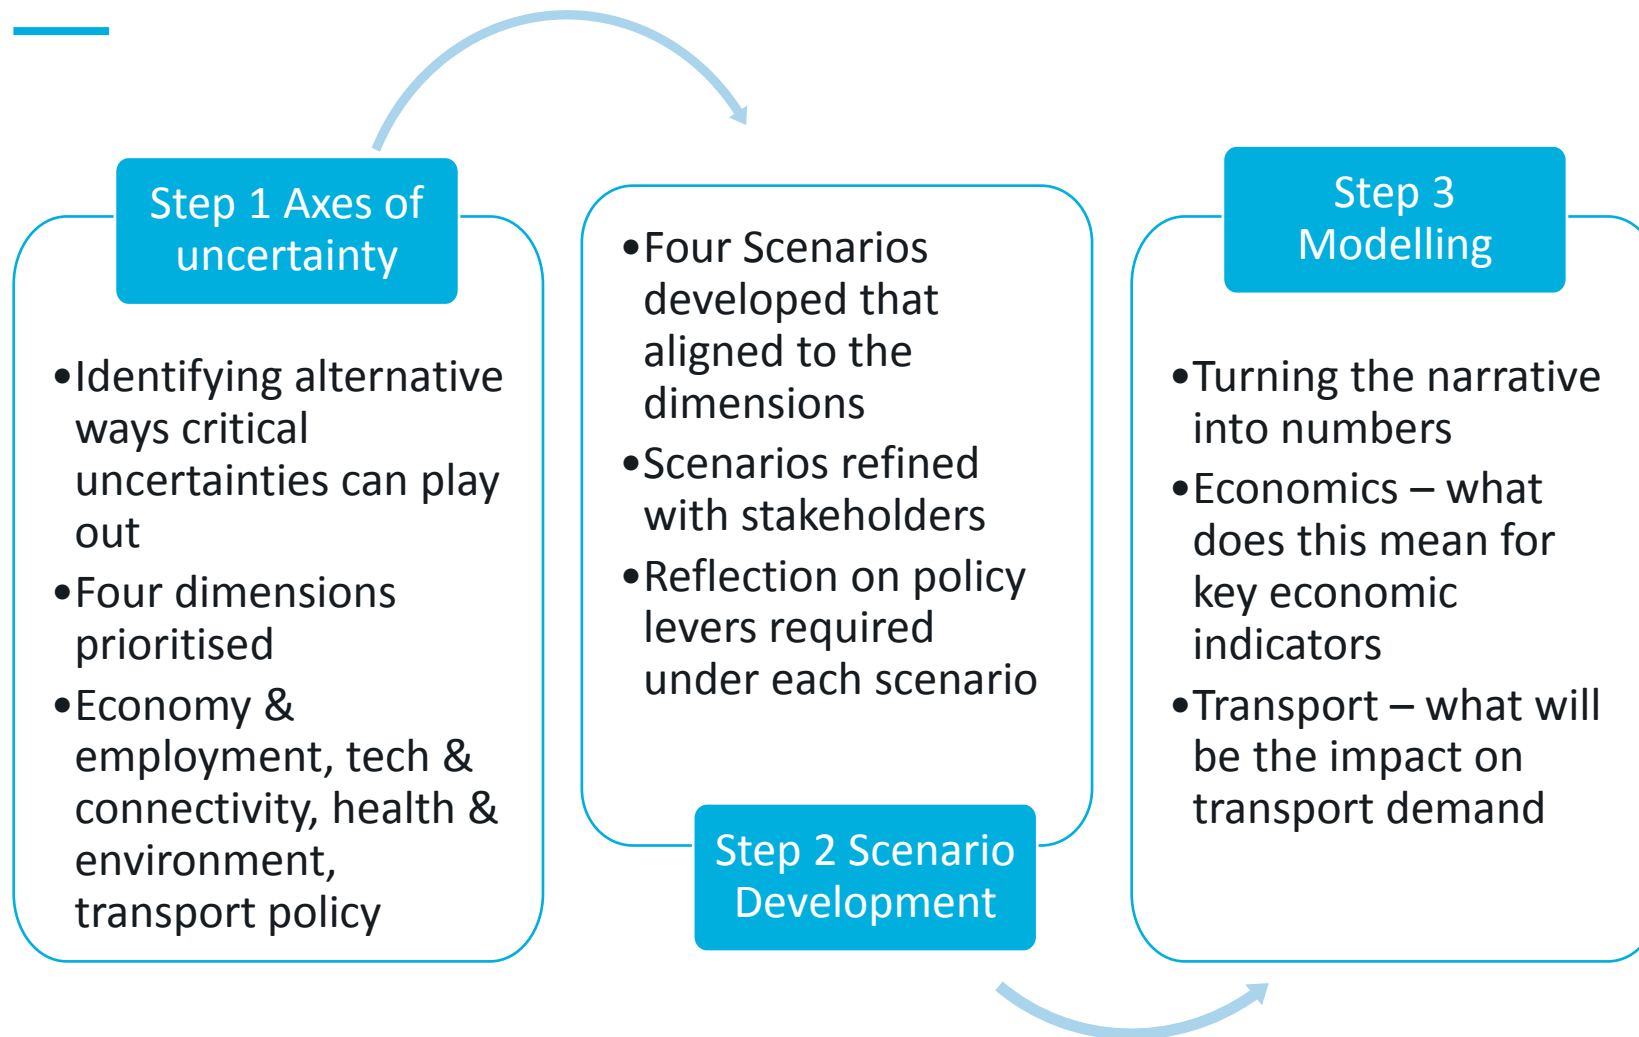 Step 1 Axes of
uncertainty
•Identifying alternative
ways critical
uncertainties can play
out
•Four dimensions
prioritised
•Economy &
employment, tech &
connectivity, health &
environment,
transport policy
•Four Scenarios
developed that
aligned to the
dimensions
•Scenarios refined
with stakeholders
•Reflection on policy
levers required
under each scenario
Step 2 Scenario
Development
Step 3
Modelling
•Turning the narrative
into numbers
•Economics – what
does this mean for
key economic
indicators
•Transport – what will
be the impact on
transport demand